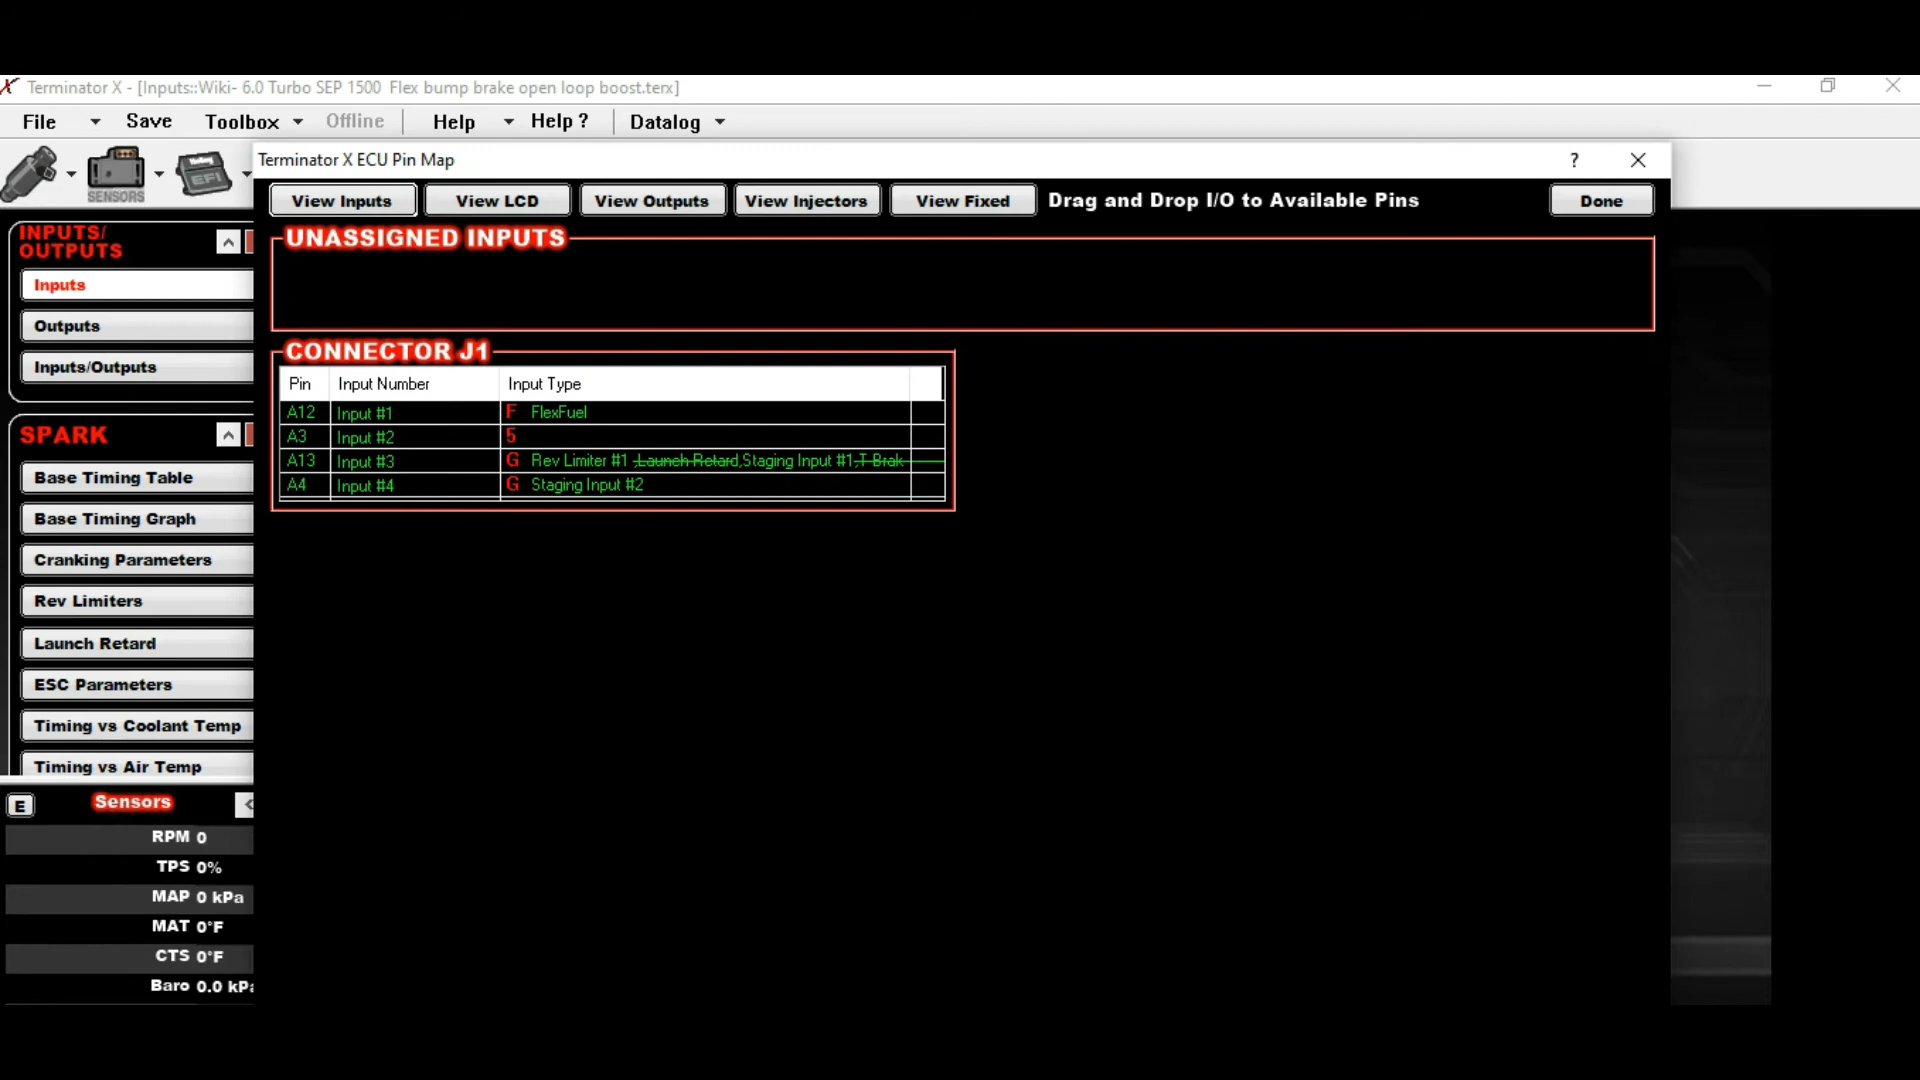 Terminator X - [Inputs::Wiki- 6.0 Turbo SEP 1500 Flex bump brake open loop boost.terx]
File Save Toolbox Offline Help Help ? Datalog
SENSORS
Holley
EFI
Terminator X ECU Pin Map ?
View Inputs View LCD View Outputs View Injectors View Fixed Drag and Drop I/O to Available Pins Done
INPUTS/
OUTPUTS
Inputs
Outputs
Inputs/Outputs
SPARK
Base Timing Table
Base Timing Graph
Cranking Parameters
Rev Limiters
Launch Retard
ESC Parameters
Timing vs Coolant Temp
Timing vs Air Temp
UNASSIGNED INPUTS
CONNECTOR J1
Pin Input Number Input Type
A12 Input #1 F FlexFuel
A3 Input #2 5
A13 Input #3 G Rev Limiter #1 ,Launch Retard,Staging Input #1,T-Brak
A4 Input #4 G Staging Input #2
E Sensors <
RPM 0
TPS 0%
MAP 0 kPa
MAT 0°F
CTS 0°F
Baro 0.0 kPa